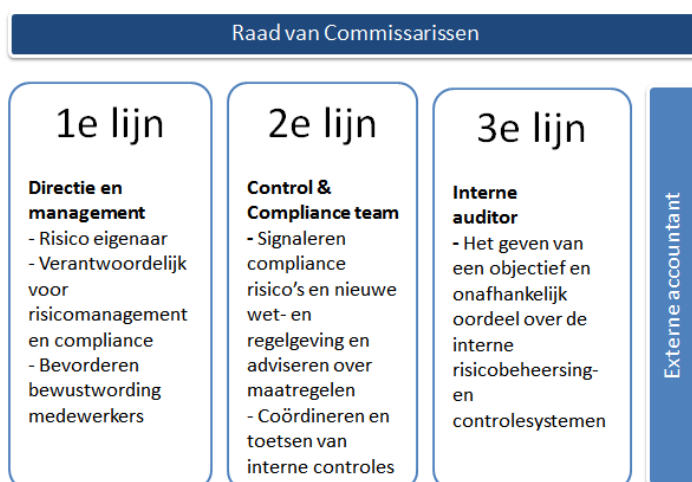 Raad van Commissarissen
1e lijn
Directie en
management
- Risico eigenaar
- Verantwoordelijk
voor
risicomanagement
en compliance
- Bevorderen
bewustwording
medewerkers
2e lijn
Control &
Compliance team
- Signaleren
compliance
risico's en nieuwe
wet- en
regelgeving en
adviseren over
maatregelen
- Coördineren en
toetsen van
interne controles
3e lijn
Interne
auditor
- Het geven van
een objectief en
onafhankelijk
oordeel over de
interne
risicobeheersing-
en
controlesystemen
Externe accountant